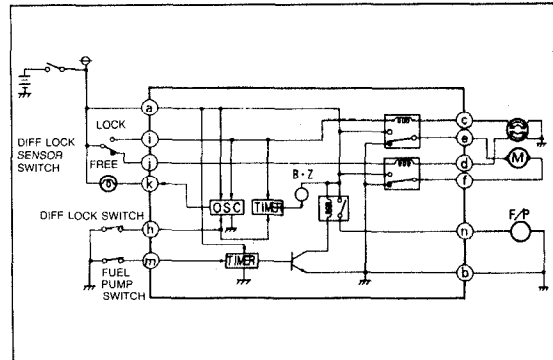 a
LOCK
i
c
e
DIFF LOCK
SENSOR
SWITCH
FREE
j
B·Z
d
M
f
k
OSC
TIMER
F/P
DIFF LOCK SWITCH
h
n
m
TIMER
b
FUEL
PUMP
SWITCH